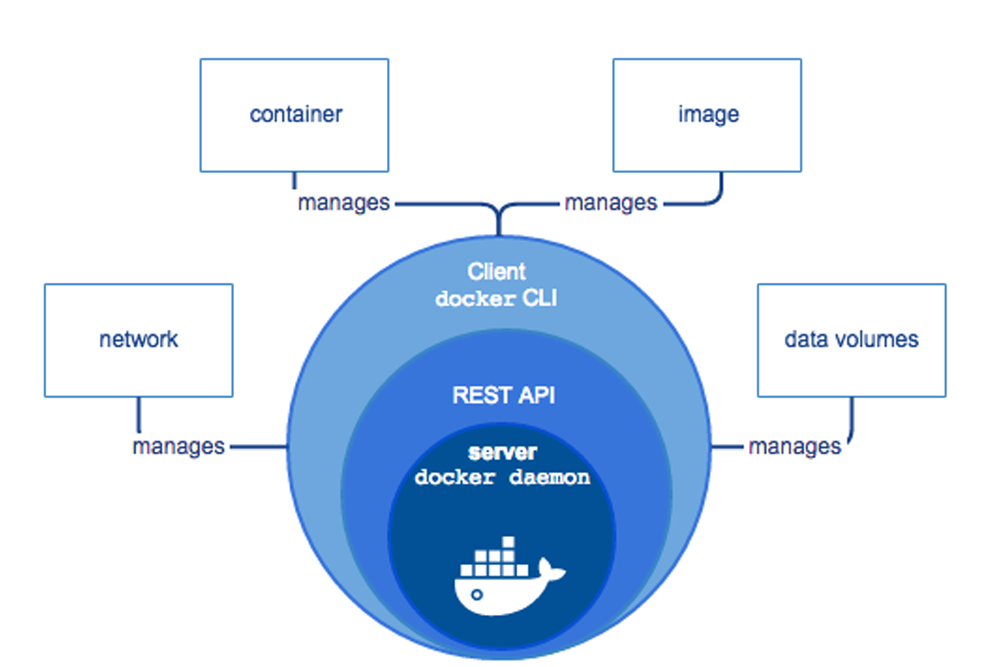 container
image
manages
manages
Client
docker CLI
network
data volumes
REST API
manages
manages
server
docker daemon